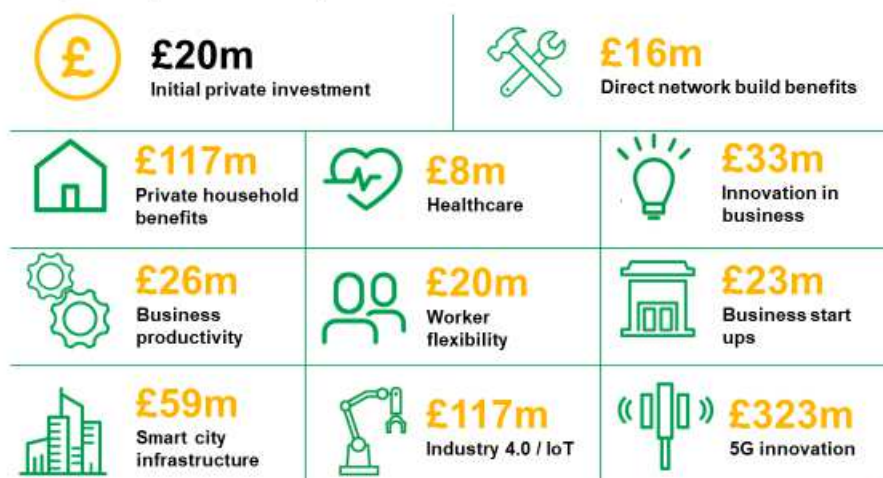 £
£20m
Initial private investment
£16m
Direct network build benefits
£117m
Private household
benefits
£8m
Healthcare
£33m
Innovation in
business
£26m
Business
productivity
£20m
Worker
flexibility
£23m
Business start
ups
£59m
Smart city
infrastructure
£117m
Industry 4.0 / IoT
£323m
5G innovation